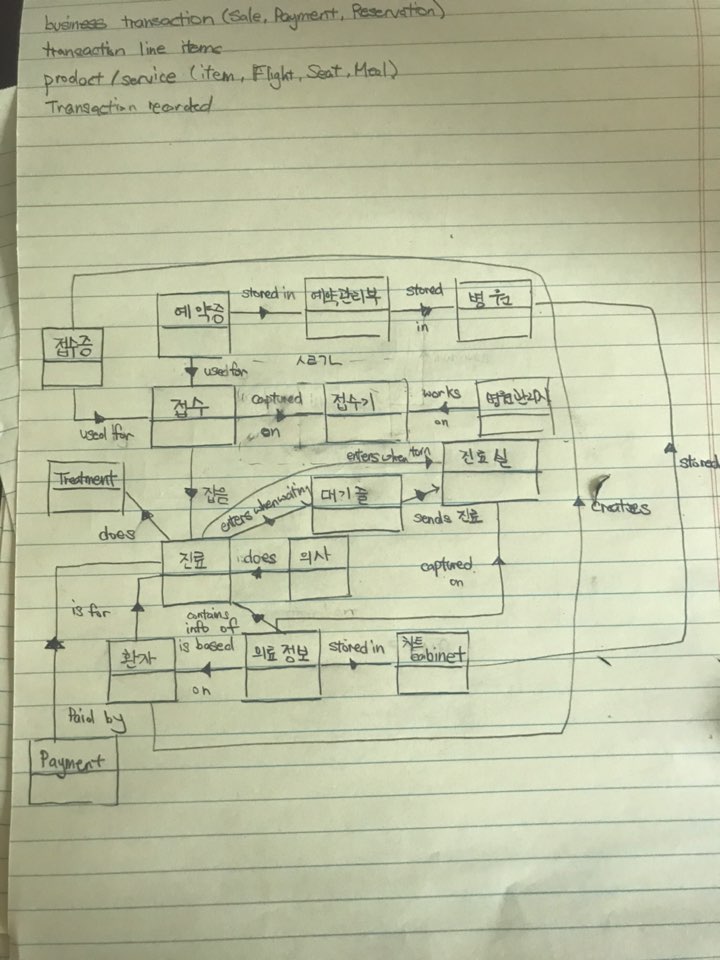 business transaction (Sale, Payment, Reservation)
transaction line items
product/service (item, Flight, Seat, Meal)
Transaction recorded
예약증
stored in
예약관리부
stored
in
병원
접수증
used for
used for
접수
captured
on
접수기
works
on
병원관리자
stored
Treatment
does
잡음
enters when waiting
대기줄
enters when turn
진료실
sends 진료
creates
진료
does
의사
captured
on
is for
contains
info of
환자
is based
on
의료정보
stored in
차트
cabinet
Paid by
Payment